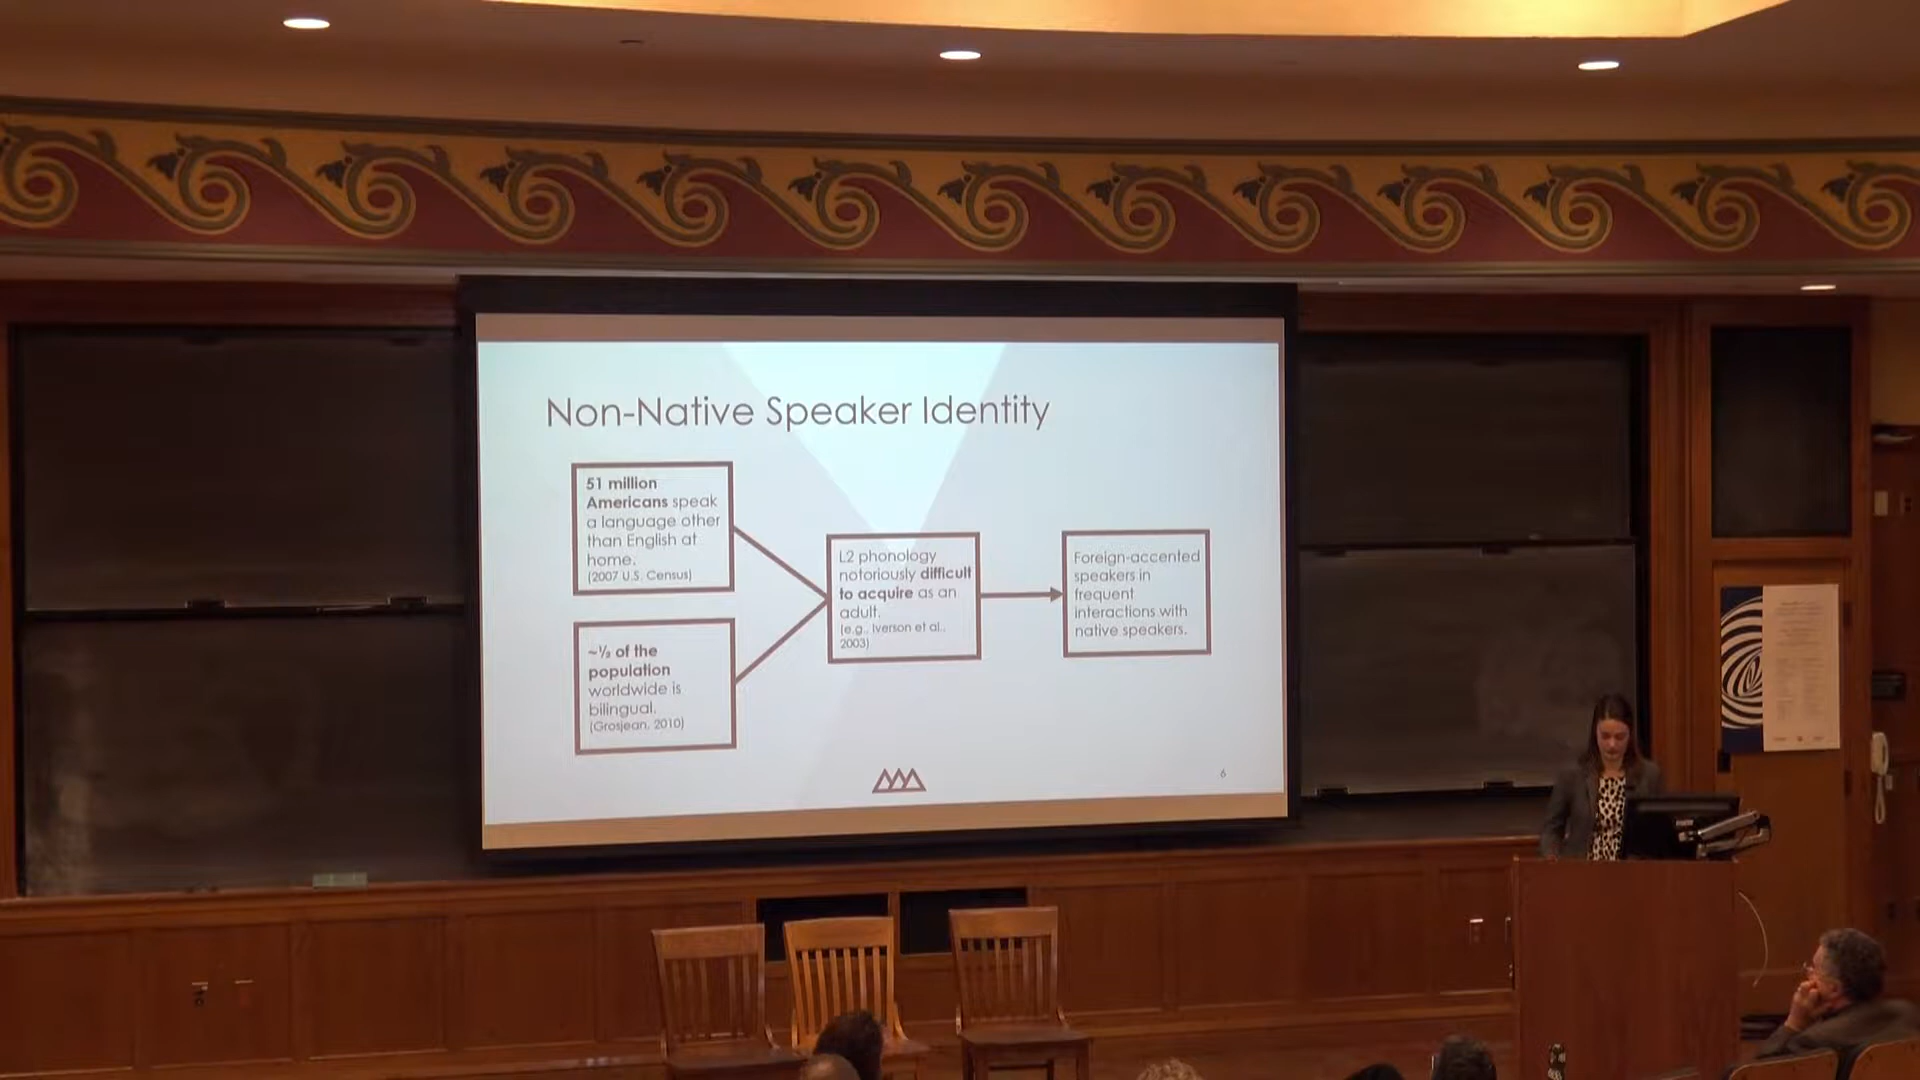 Non-Native Speaker Identity
51 million
Americans speak
a language other
than English at
home.
(2007 U.S. Census)
~⅓ of the
population
worldwide is
bilingual.
(Grosjean, 2010)
L2 phonology
notoriously difficult
to acquire as an
adult.
(e.g., Iverson et al.,
2003)
Foreign-accented
speakers in
frequent
interactions with
native speakers.
6